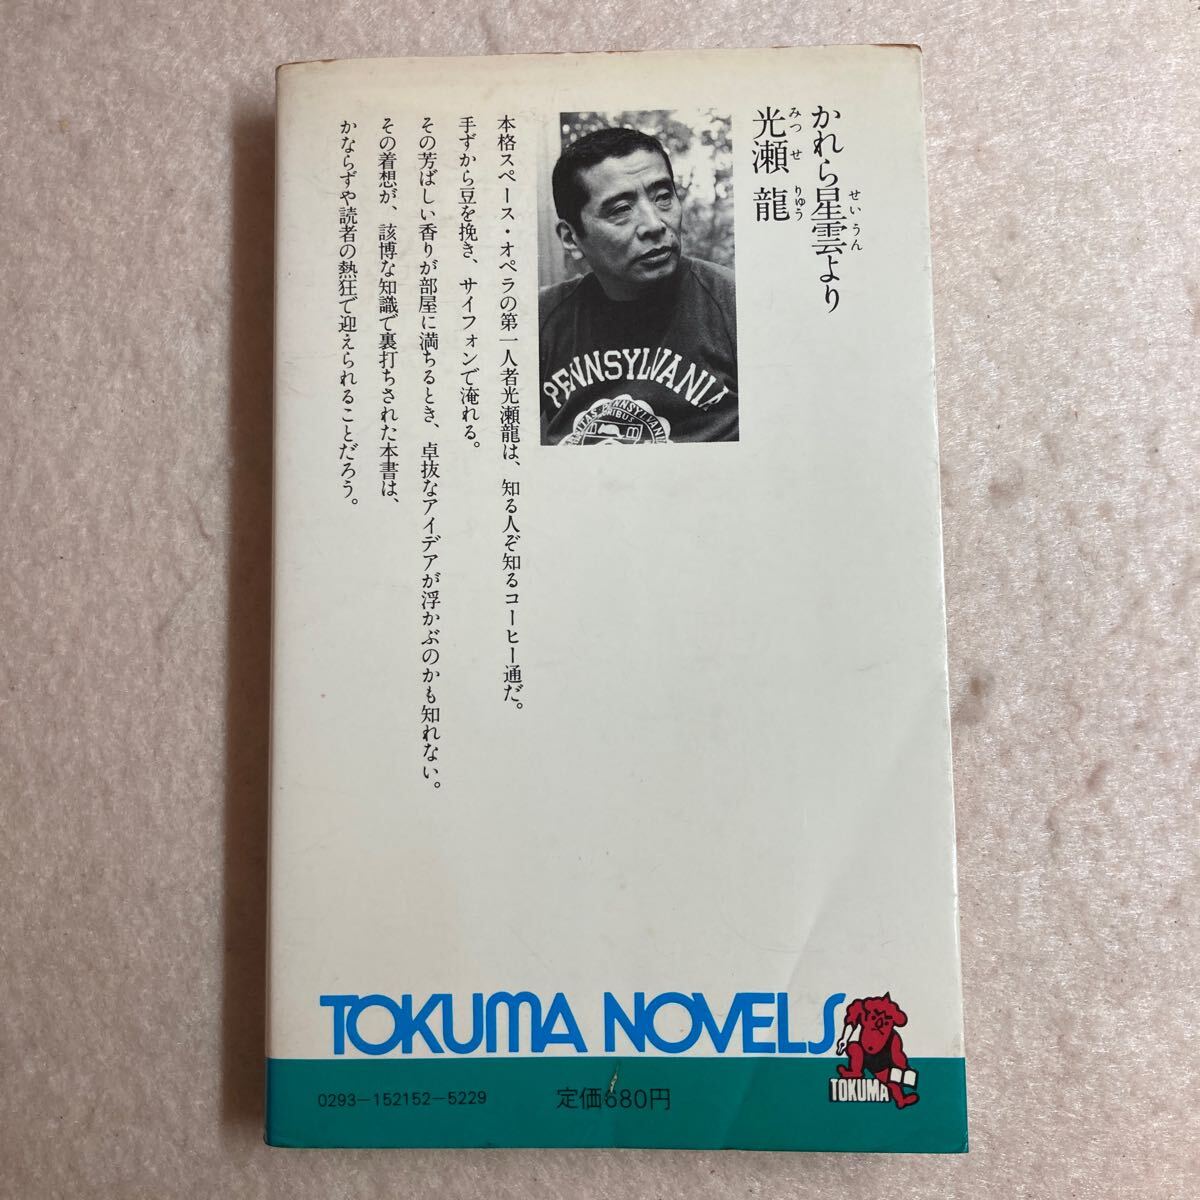 かれら星雲より
せいうん
光瀬 龍
みつせ りゅう
本格スペース・オペラの第一人者光瀬龍は、知る人ぞ知るコーヒー通だ。
手ずから豆を挽き、サイフォンで淹れる。
その芳ばしい香りが部屋に満ちるとき、卓抜なアイデアが浮かぶのかも知れない。
その着想が、該博な知識で裏打ちされた本書は、
かならずや読者の熱狂で迎えられることだろう。
PENNSYLVANIA
TOKUMA NOVELS
TOKUMA
0293-152152-5229
定価680円